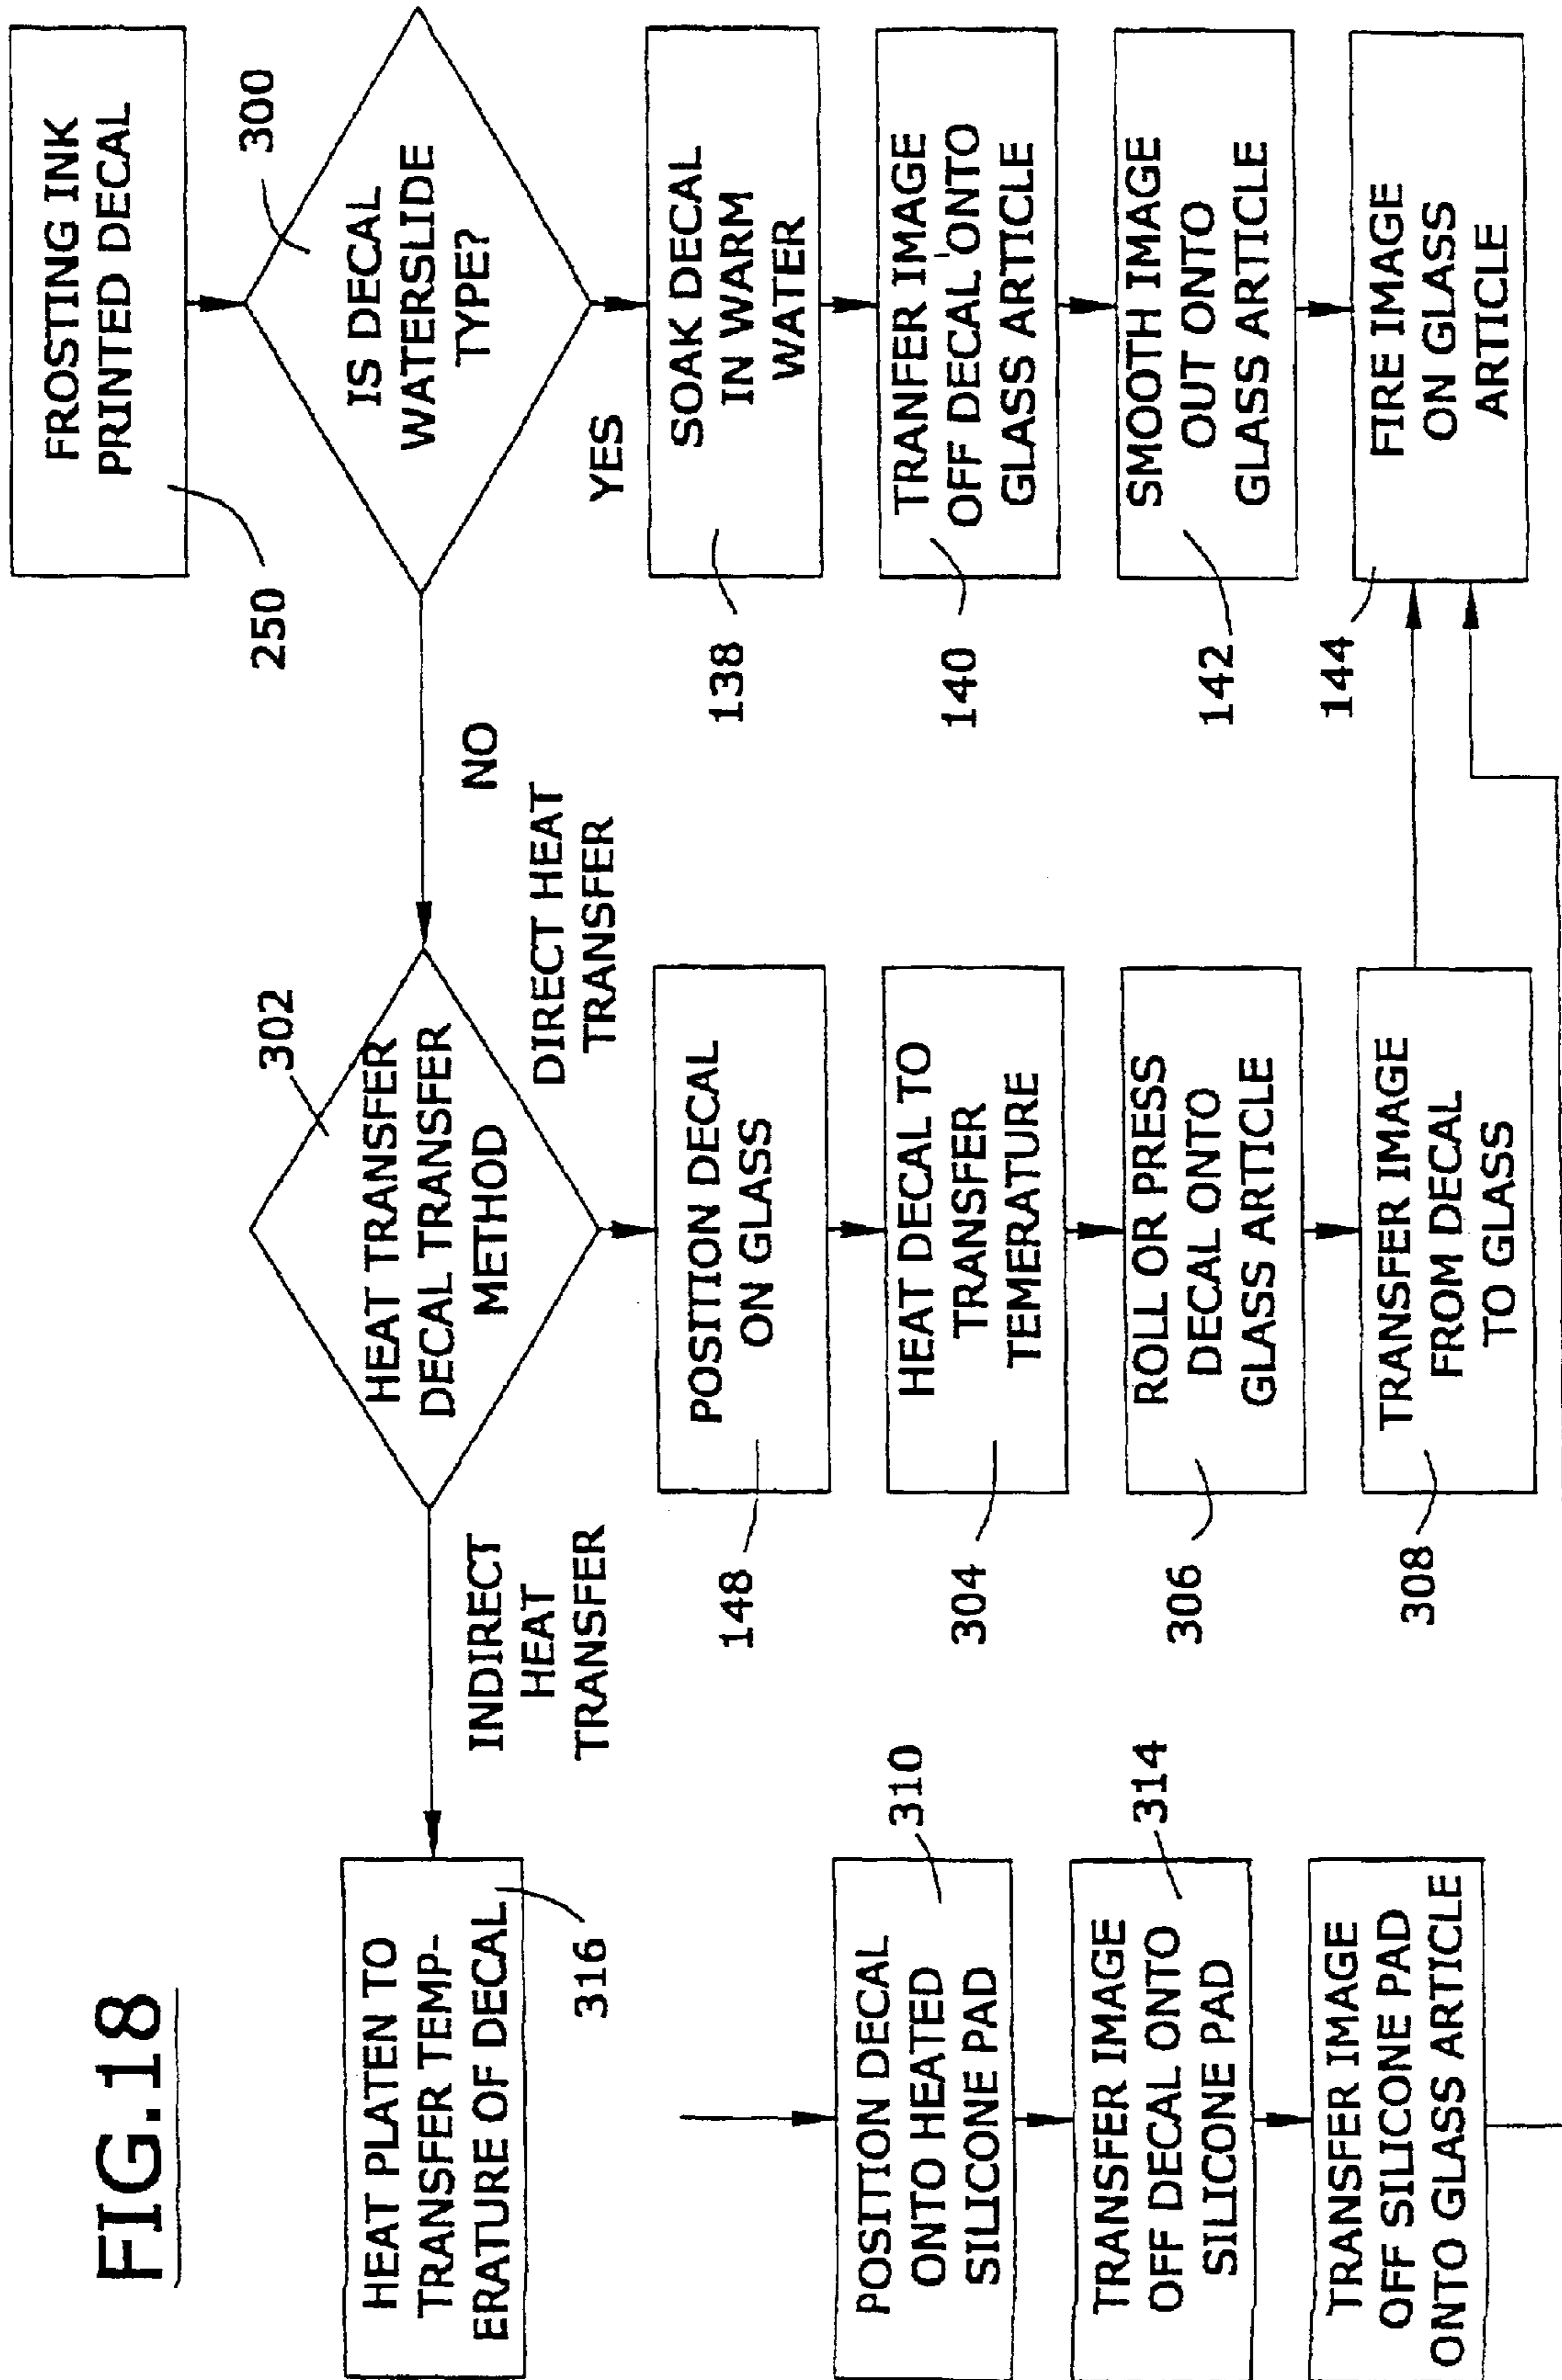 FIG.18
FROSTING INK
PRINTED DECAL
250
300
IS DECAL
WATERSLIDE
TYPE?
YES
NO
SOAK DECAL
IN WARM
WATER
138
TRANFER IMAGE
OFF DECAL ONTO
GLASS ARTICLE
140
SMOOTH IMAGE
OUT ONTO
GLASS ARTICLE
142
FIRE IMAGE
ON GLASS
ARTICLE
144
302
HEAT TRANSFER
DECAL TRANSFER
METHOD
DIRECT HEAT
TRANSFER
POSITION DECAL
ON GLASS
148
HEAT DECAL TO
TRANSFER
TEMERATURE
304
ROLL OR PRESS
DECAL ONTO
GLASS ARTICLE
306
TRANSFER IMAGE
FROM DECAL
TO GLASS
308
INDIRECT
HEAT
TRANSFER
HEAT PLATEN TO
TRANSFER TEMP-
ERATURE OF DECAL
316
POSITION DECAL
ONTO HEATED
SILICONE PAD
310
TRANSFER IMAGE
OFF DECAL ONTO
SILICONE PAD
314
TRANSFER IMAGE
OFF SILICONE PAD
ONTO GLASS ARTICLE